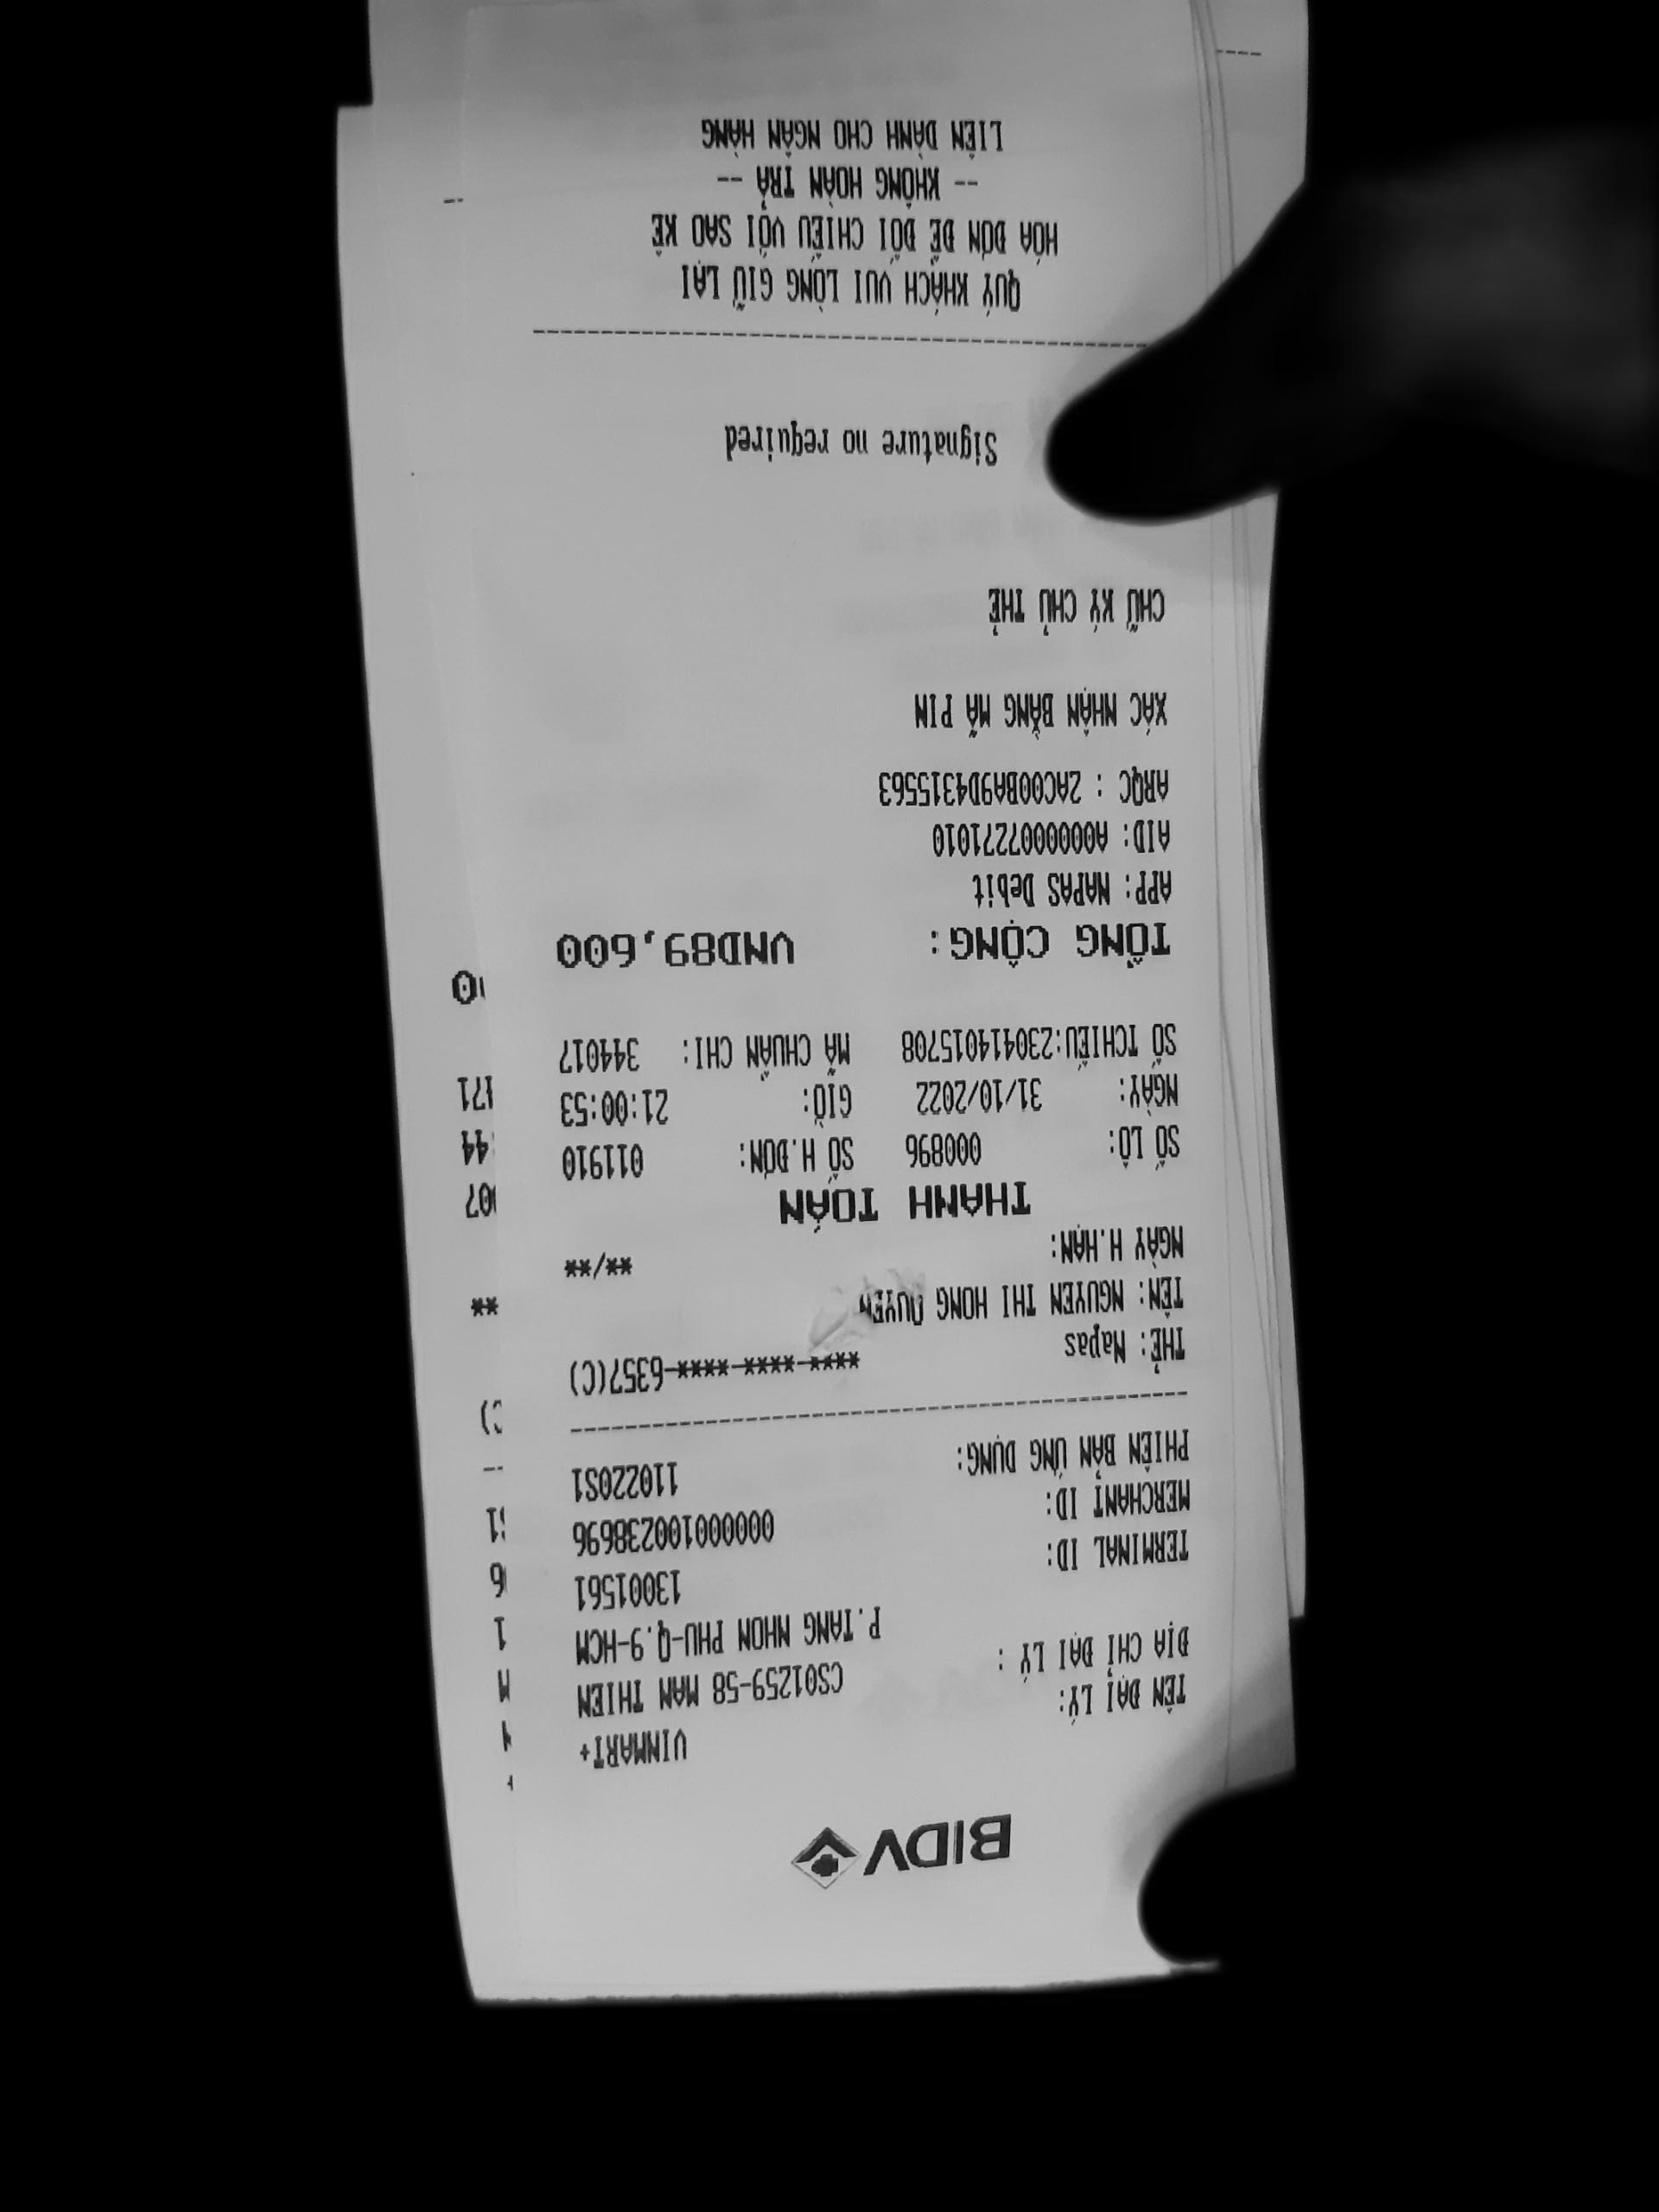 BIDV
TÊN ĐẠI LÝ: VINMART+
ĐỊA CHỈ ĐẠI LÝ : CS01259-58 MAN THIEN
P.TANG NHON PHU-Q.9-HCM
TERMINAL ID: 13001561
MERCHANT ID: 000000100238696
PHIÊN BẢN ỨNG DỤNG: 110220S1
THẺ: Napas ****-****-****-6357(C)
TÊN: NGUYEN THI HONG QUYEN
NGÀY H.HẠN: **/**
THANH TOÁN
SỐ LÔ: 000896 SỐ H.ĐƠN: 011910
NGÀY: 31/10/2022 GIỜ: 21:00:53
SỐ TCHIẾU:230414015708 MÃ CHUẨN CHI: 344017
TỔNG CỘNG: VND89,600
APP: NAPAS Debit
AID: A0000007271010
ARQC : 2AC00BA9D4315563
XÁC NHẬN BẰNG MÃ PIN
CHỮ KÝ CHỦ THẺ
Signature no required
QUÝ KHÁCH VUI LÒNG GIỮ LẠI
HÓA ĐƠN ĐỂ ĐỐI CHIẾU VỚI SAO KÊ
-- KHÔNG HOÀN TRẢ --
LIÊN DÀNH CHO NGÂN HÀNG